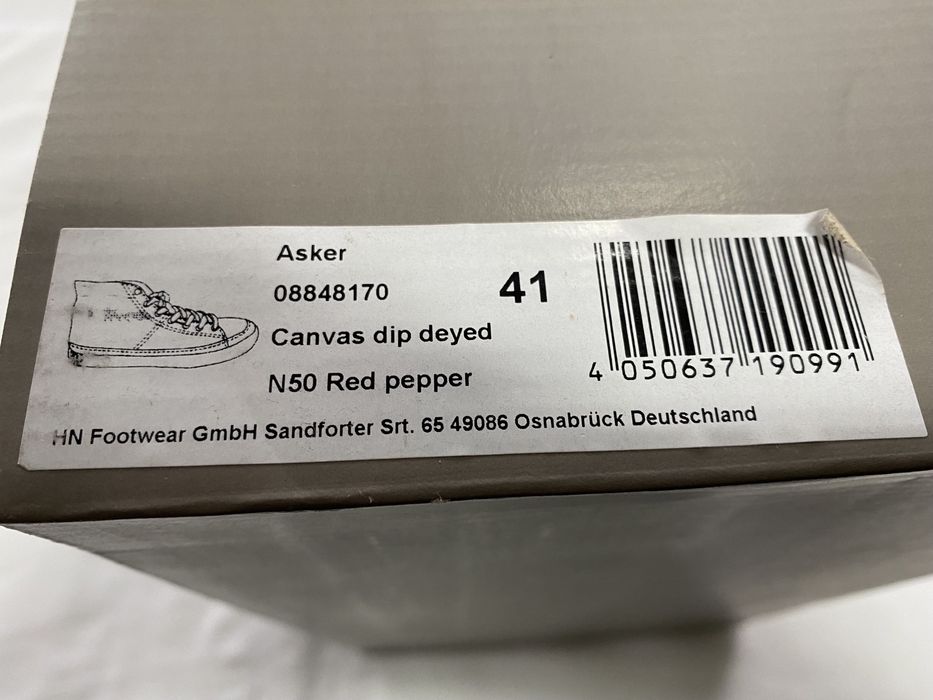 Asker
08848170
41
Canvas dip deyed
N50 Red pepper
4 050637 190991
HN Footwear GmbH Sandforter Srt. 65 49086 Osnabrück Deutschland